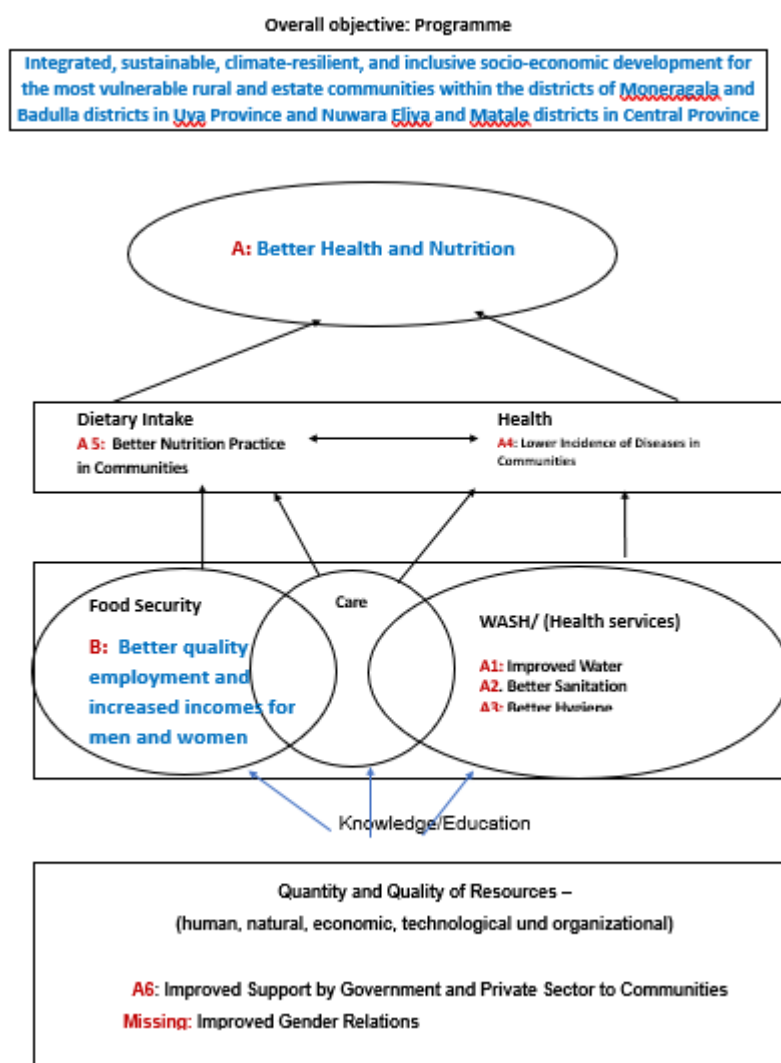 Overall objective: Programme
Integrated, sustainable, climate-resilient, and inclusive socio-economic development for
the most vulnerable rural and estate communities within the districts of Moneragala and
Badulla districts in Uva Province and Nuwara Eliya and Matale districts in Central Province
A: Better Health and Nutrition
Dietary Intake
A 5: Better Nutrition Practice
in Communities
Health
A4: Lower Incidence of Diseases in
Communities
Food Security
B: Better quality
employment and
increased incomes for
men and women
Care
WASH/ (Health services)
A1: Improved Water
A2. Better Sanitation
A3: Better Hygiene
Knowledge/Education
Quantity and Quality of Resources –
(human, natural, economic, technological und organizational)
A6: Improved Support by Government and Private Sector to Communities
Missing: Improved Gender Relations